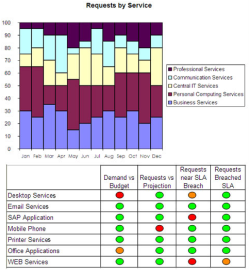 Requests by Service
100
90
80
70
60
50
40
30
20
10
0
Jan Feb Mar Apr May Jun Jul Aug Sep Oct Nov Dec
Professional Services
Communication Services
Central IT Services
Personal Computing Services
Business Services
Demand vs Budget
Requests vs Projection
Requests near SLA Breach
Requests Breached SLA
Desktop Services
Email Services
SAP Application
Mobile Phone
Printer Services
Office Applications
WEB Services